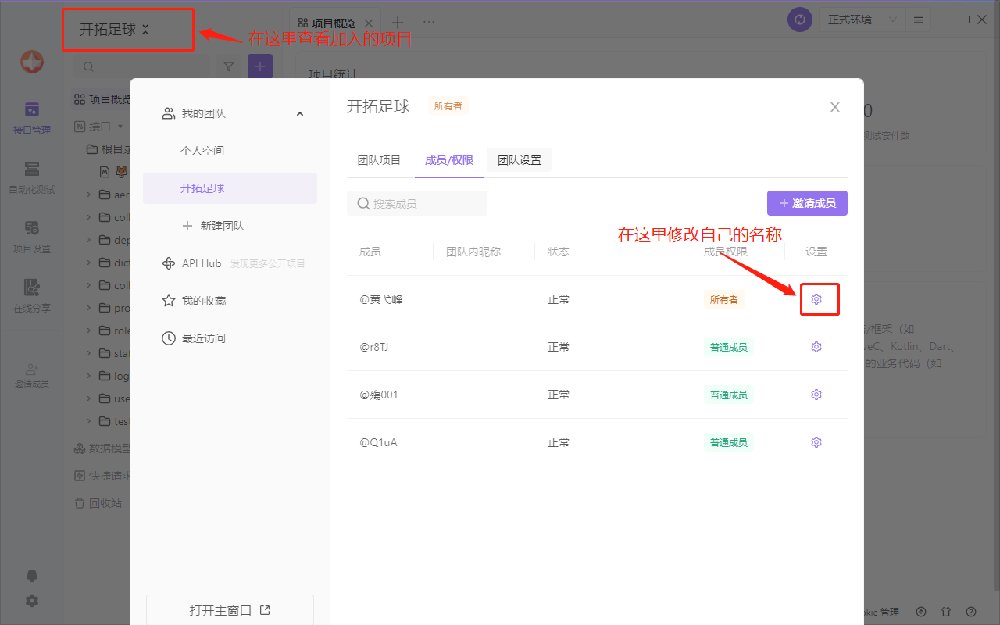 开拓足球
项目概览
正式环境
在这里查看加入的项目
项目统计
项目概览
接口
根目录
接口管理
自动化测试
项目设置
在线分享
邀请成员
aer
coll
dep
dict
coll
pro
role
stat
log
use
test
数据模型
快捷请求
回收站
我的团队
个人空间
开拓足球
新建团队
API Hub 发现更多公开项目
我的收藏
最近访问
打开主窗口
开拓足球 所有者
团队项目 成员/权限 团队设置
搜索成员
邀请成员
在这里修改自己的名称
成员 团队内昵称 状态 成员权限 设置
@黄弋峰 正常 所有者
@r8TJ 正常 普通成员
@殤001 正常 普通成员
@Q1uA 正常 普通成员
0
测试套件数
/框架（如
veC、Kotlin、Dart、
的业务代码（如
kie 管理